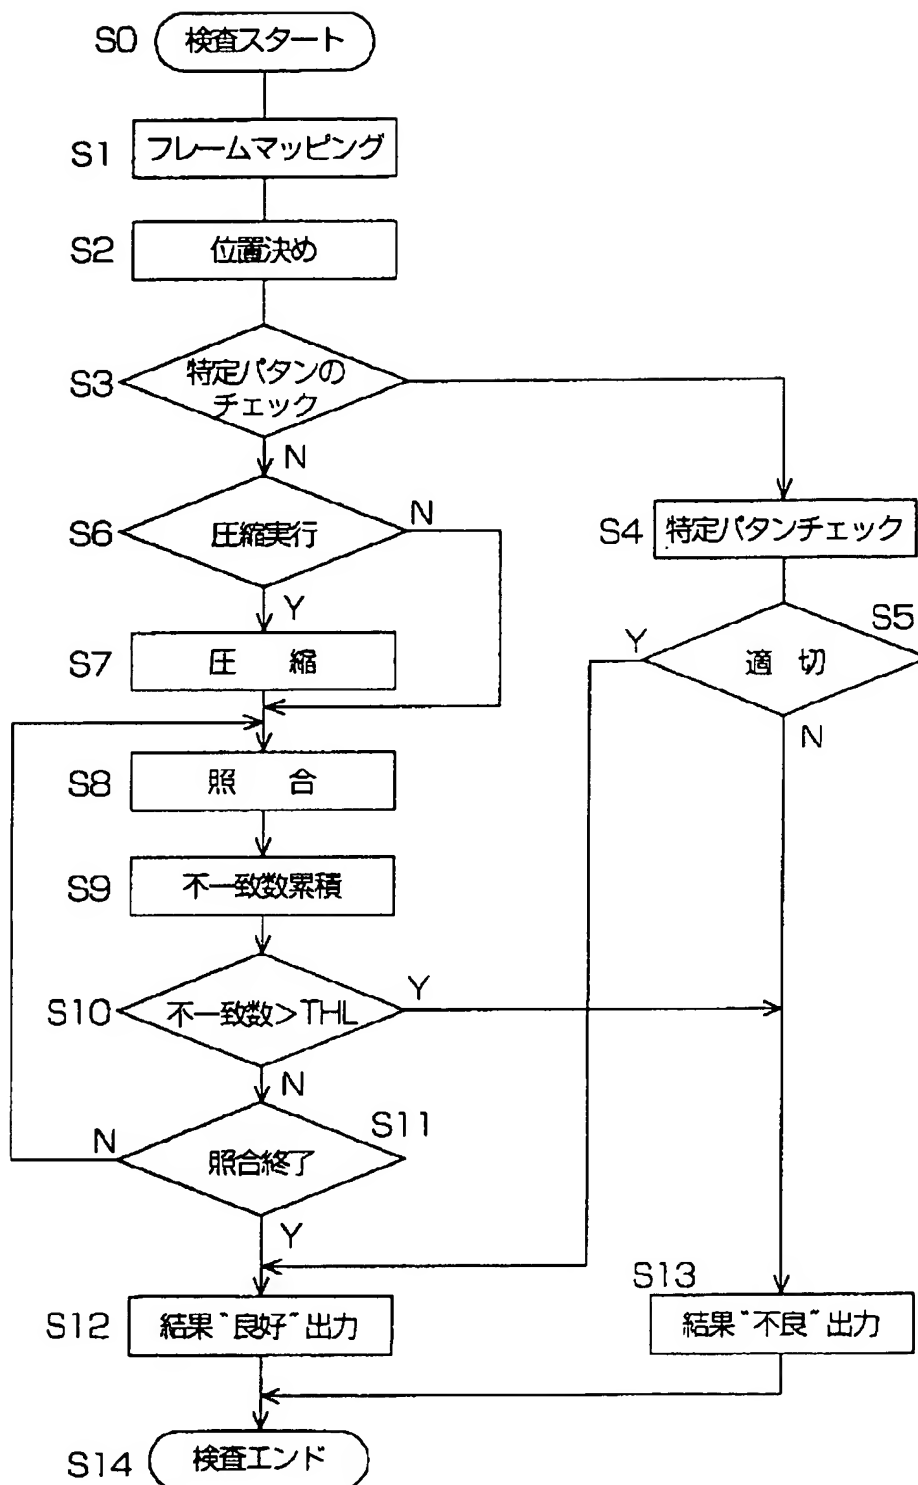 S0 検査スタート
S1 フレームマッピング
S2 位置決め
S3 特定パタンの
チェック
N
S6 圧縮実行 N
Y
S4 特定パタンチェック
S5
Y 適 切
N
S7 圧 縮
S8 照 合
S9 不一致数累積
S10 不一致数>THL Y
N
S11
N 照合終了
Y
S12 結果"良好"出力
S13
結果"不良"出力
S14 検査エンド